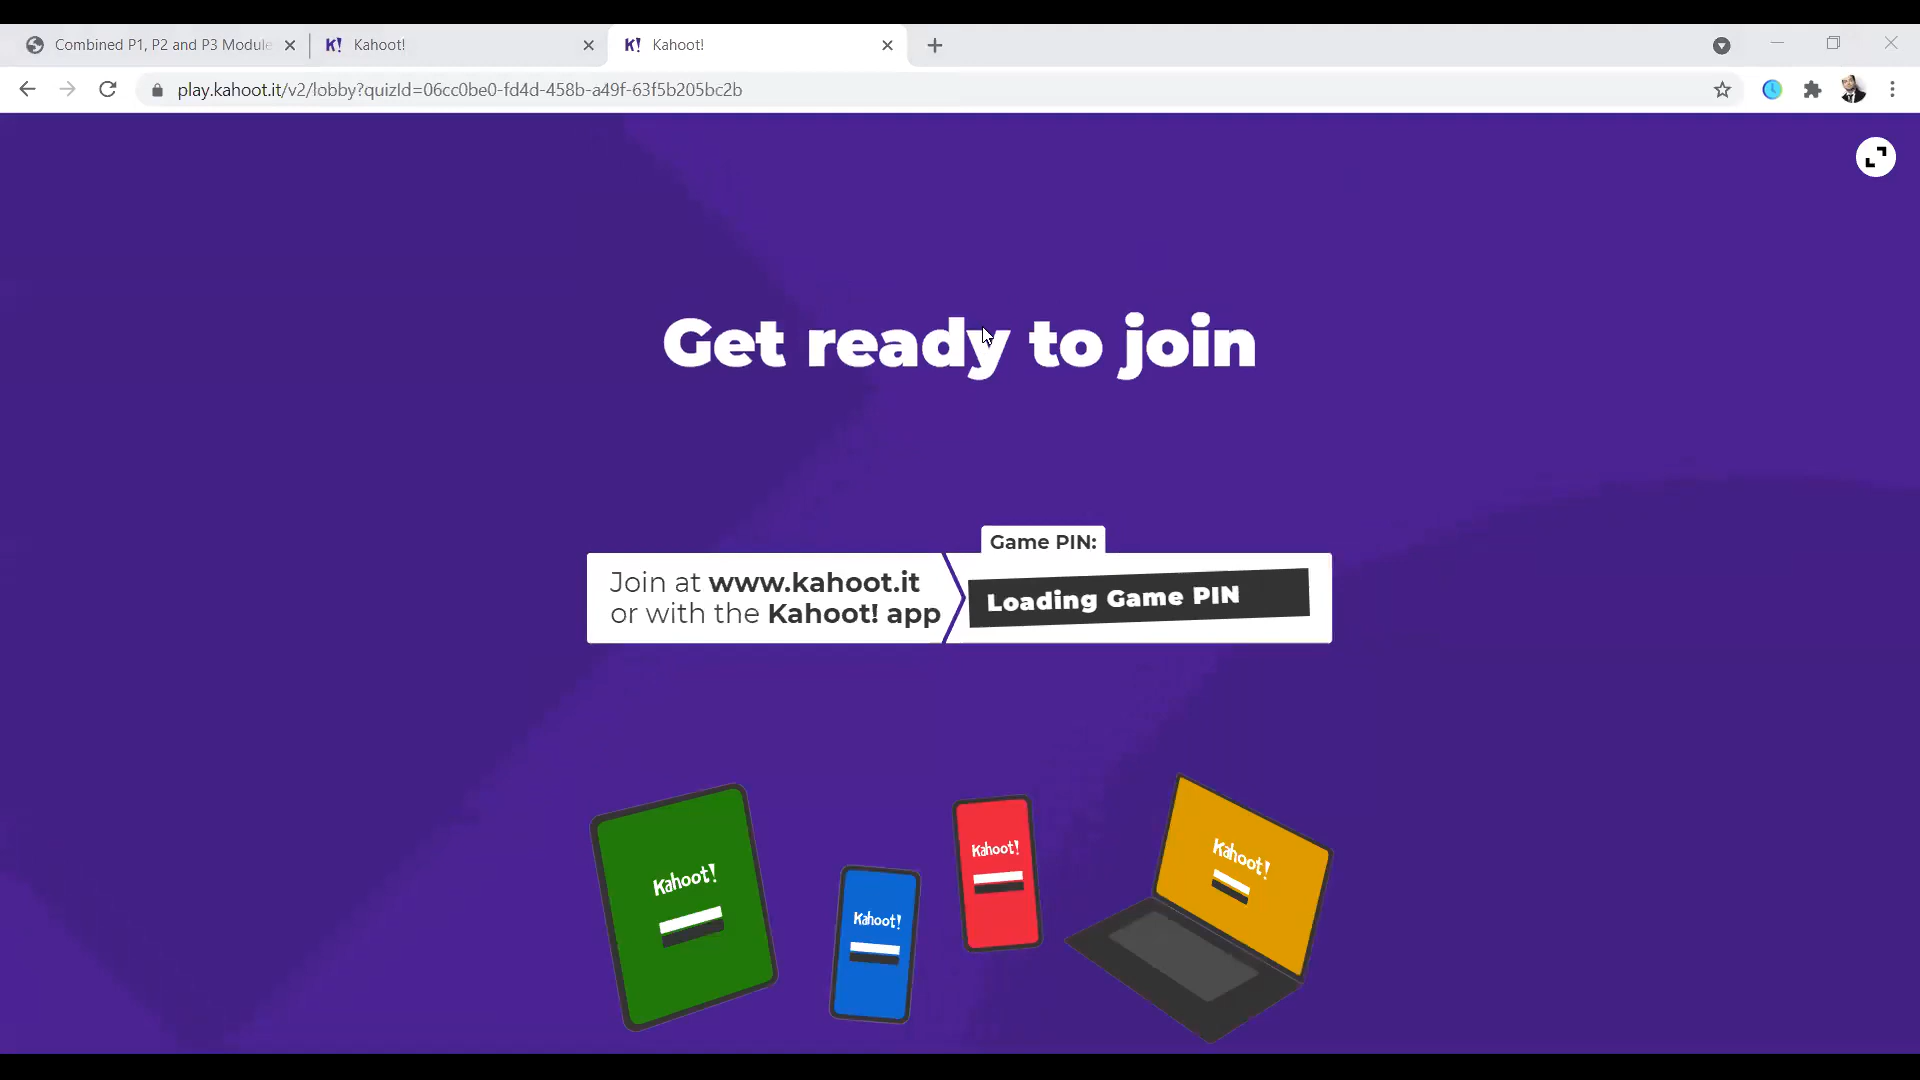 Combined P1, P2 and P3 Module
Kahoot!
Kahoot!
play.kahoot.it/v2/lobby?quizId=06cc0be0-fd4d-458b-a49f-63f5b205bc2b
Get ready to join
Game PIN:
Join at www.kahoot.it
or with the Kahoot! app
Loading Game PIN
Kahoot!
Kahoot!
Kahoot!
Kahoot!